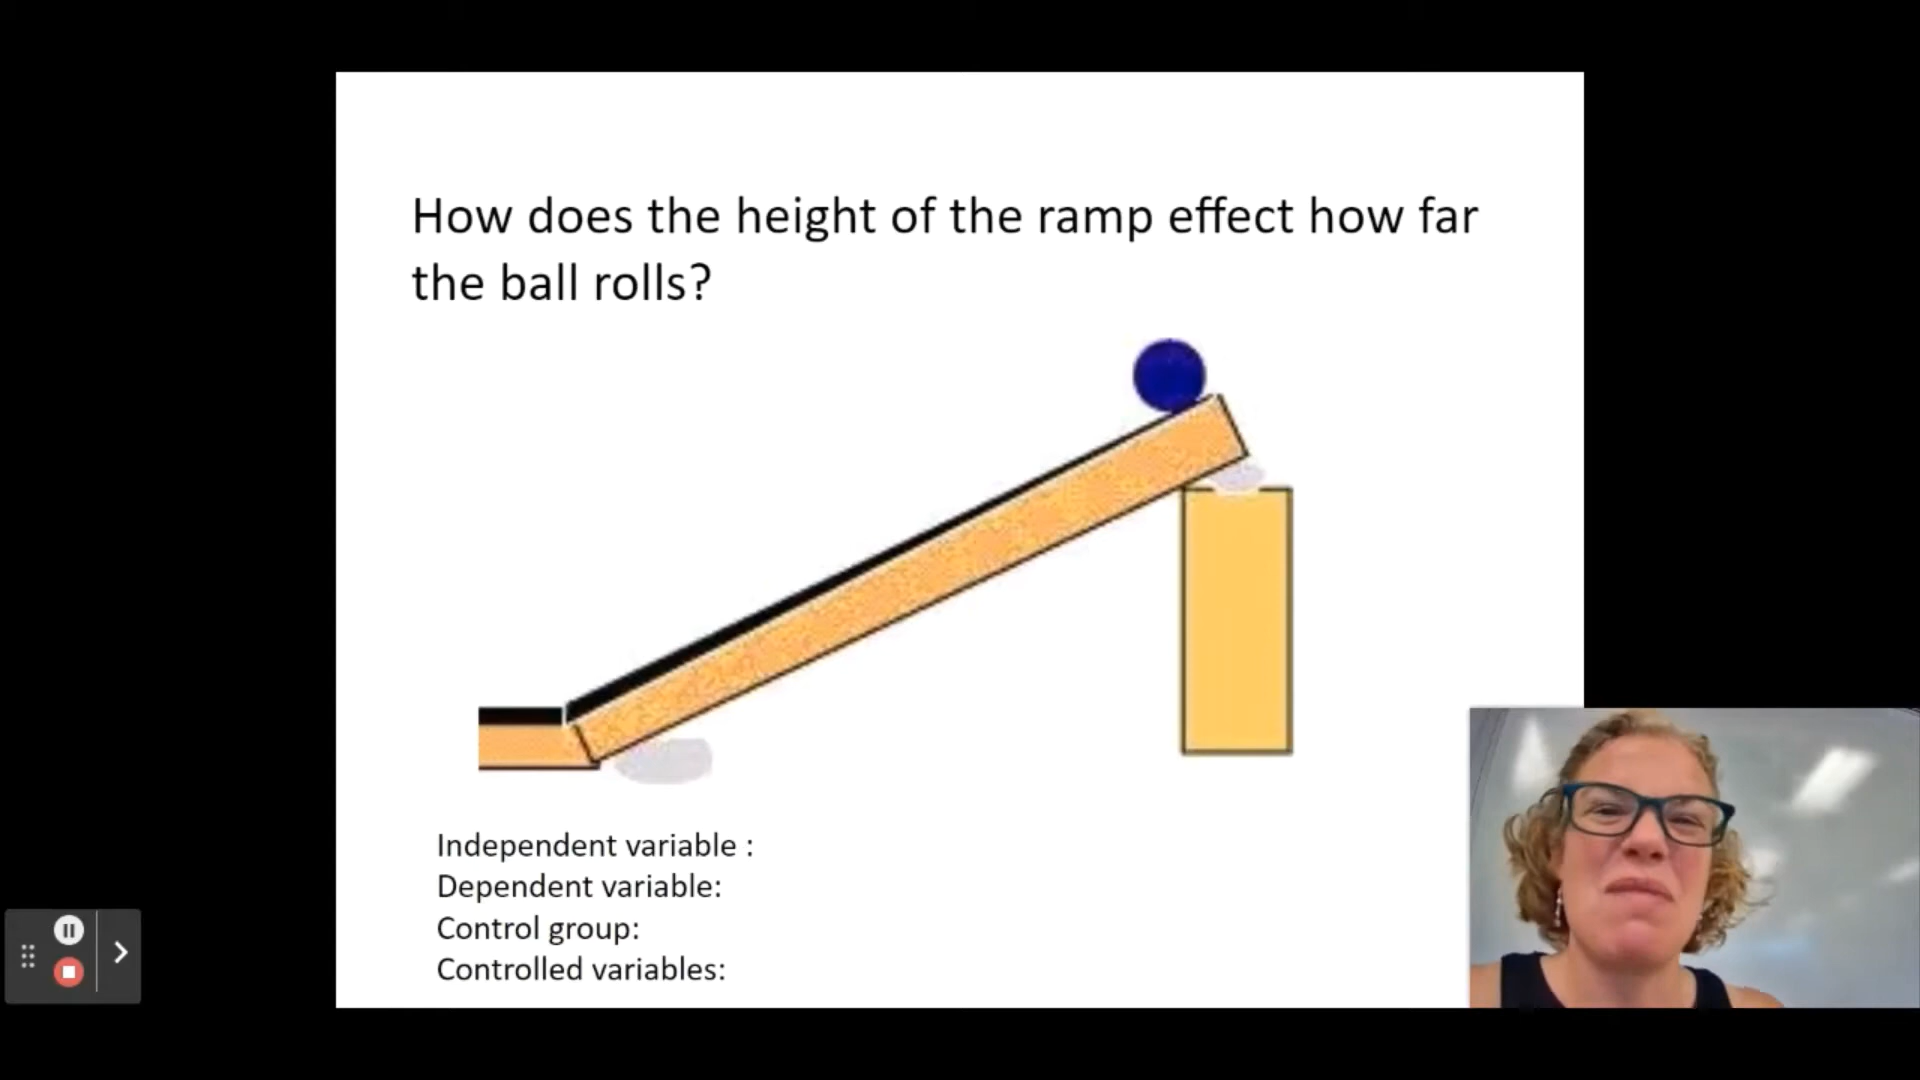 How does the height of the ramp effect how far
the ball rolls?
Independent variable :
Dependent variable:
Control group:
Controlled variables: